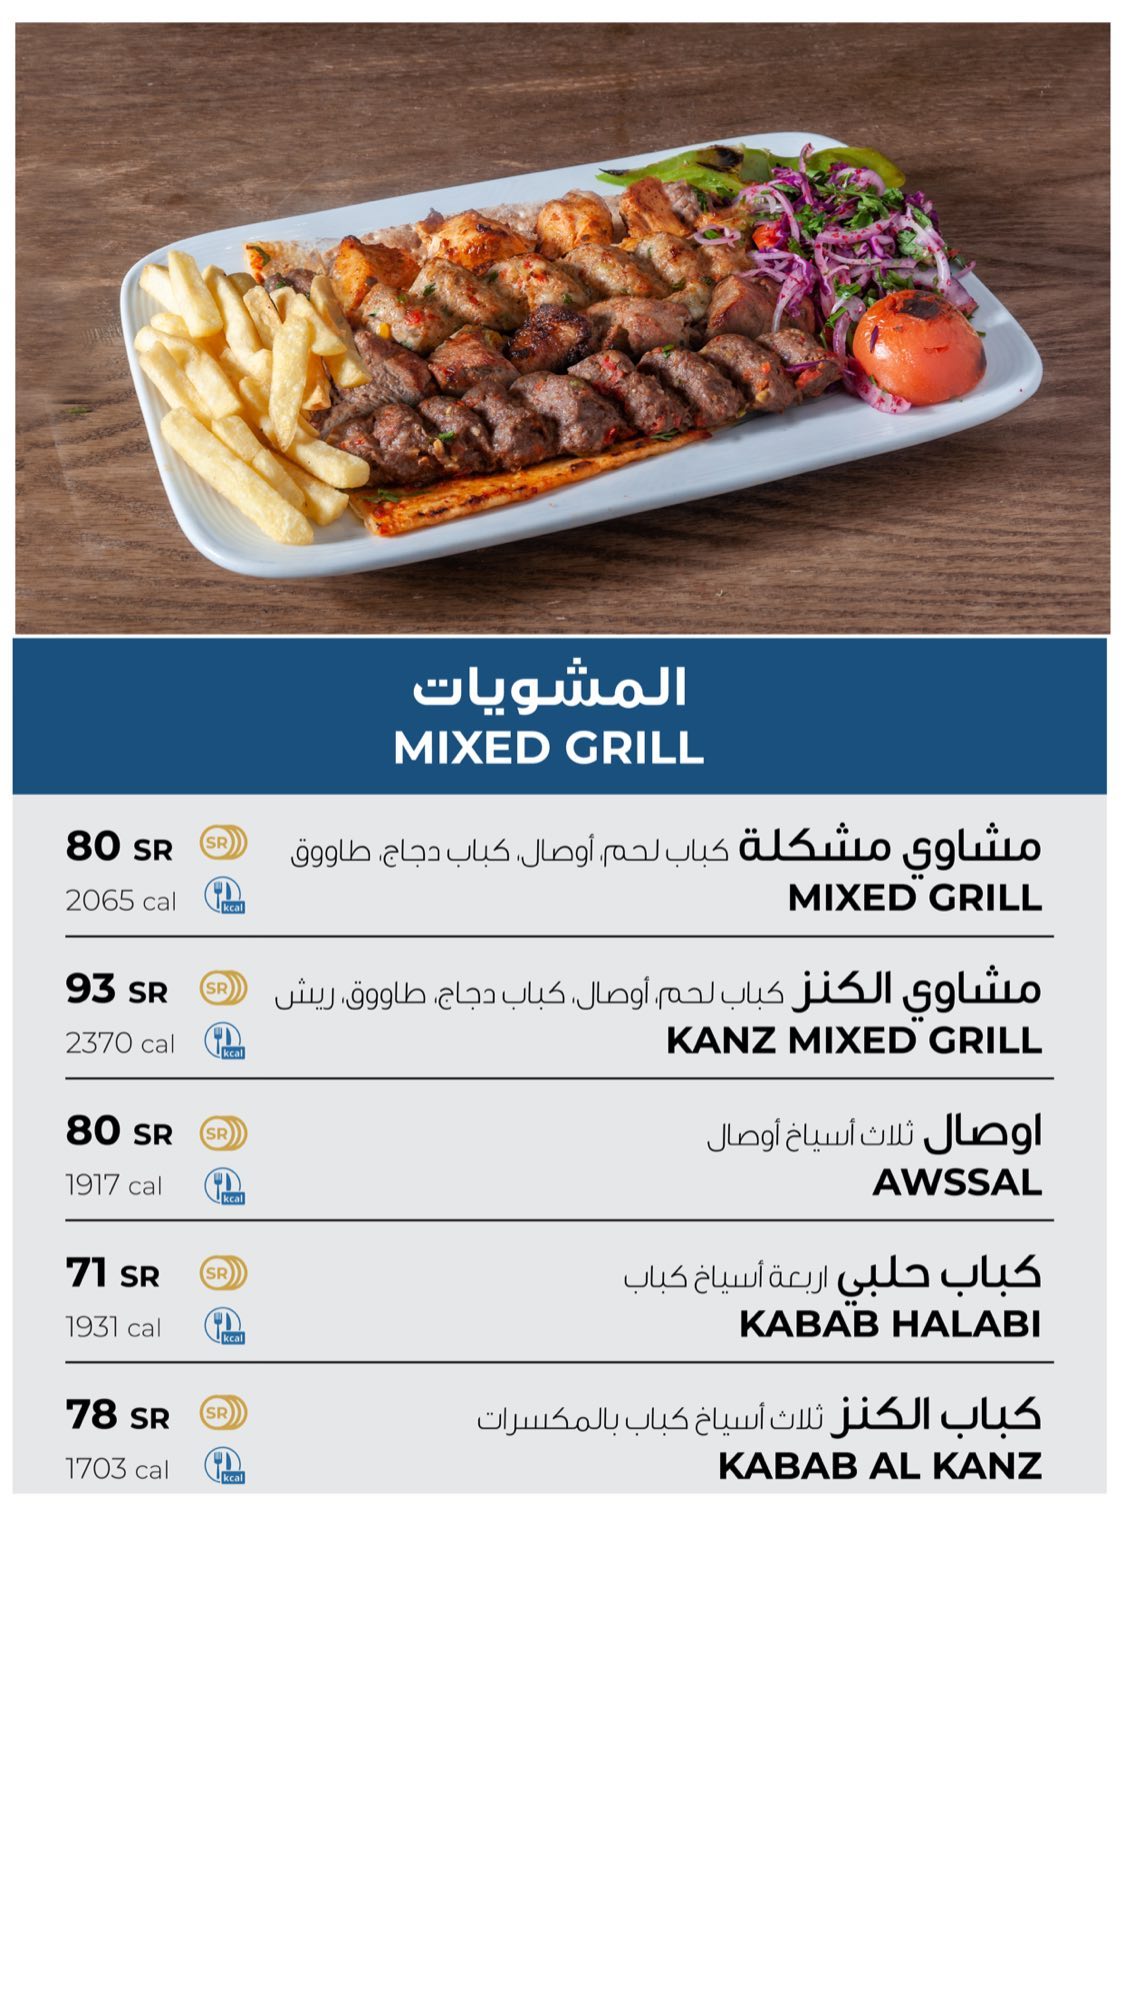 المشويات
MIXED GRILL
مشاوي مشكلة كباب لحم، أوصال، كباب دجاج، طاووق
80 SR SR
MIXED GRILL
2065 cal kcal
مشاوي الكنز كباب لحم، أوصال، كباب دجاج، طاووق، ريش
93 SR SR
KANZ MIXED GRILL
2370 cal kcal
اوصال ثلاث أسياخ أوصال
80 SR SR
AWSSAL
1917 cal kcal
كباب حلبي اربعة أسياخ كباب
71 SR SR
KABAB HALABI
1931 cal kcal
كباب الكنز ثلاث أسياخ كباب بالمكسرات
78 SR SR
KABAB AL KANZ
1703 cal kcal